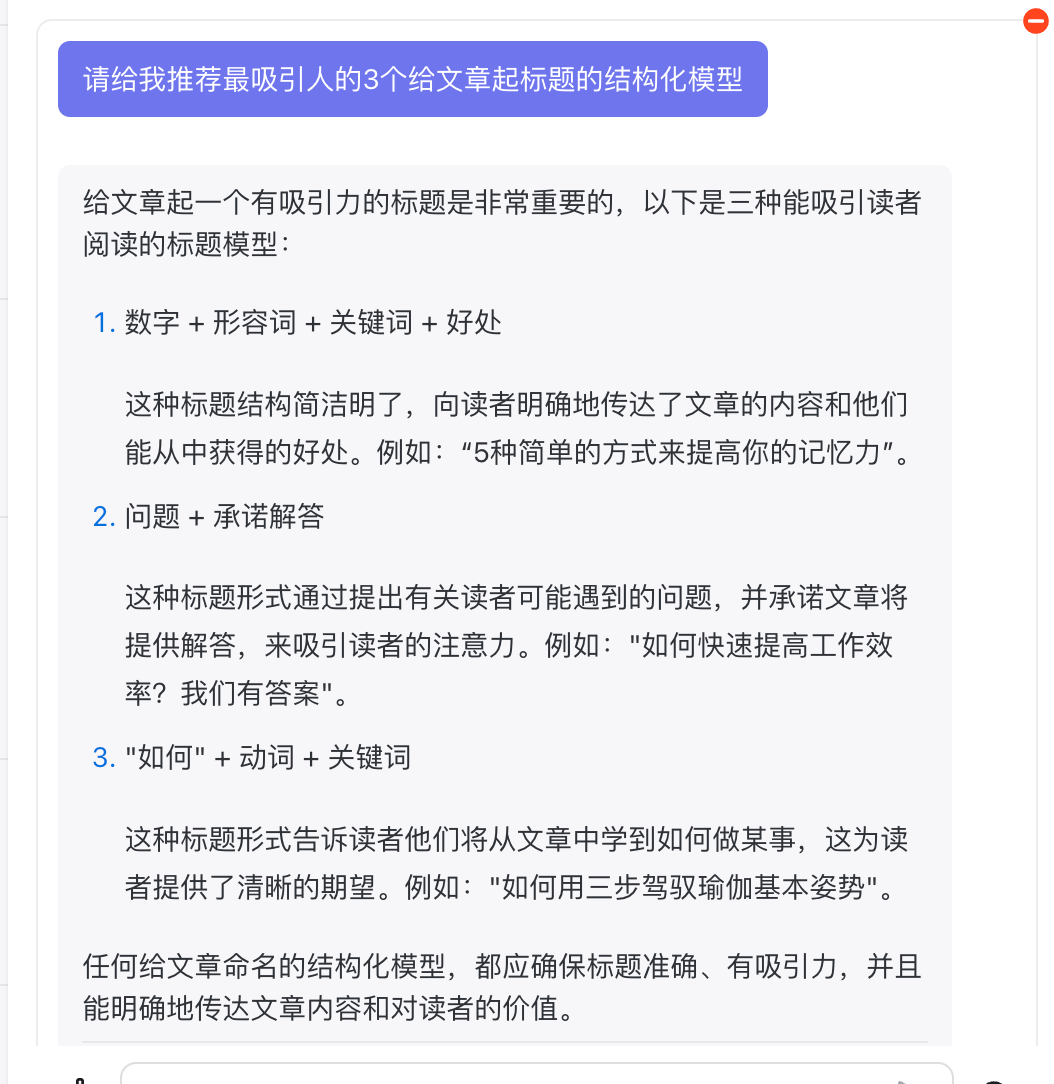 请给我推荐最吸引人的3个给文章起标题的结构化模型
给文章起一个有吸引力的标题是非常重要的，以下是三种能吸引读者
阅读的标题模型：
1. 数字 + 形容词 + 关键词 + 好处
这种标题结构简洁明了，向读者明确地传达了文章的内容和他们
能从中获得的好处。例如：“5种简单的方式来提高你的记忆力”。
2. 问题 + 承诺解答
这种标题形式通过提出有关读者可能遇到的问题，并承诺文章将
提供解答，来吸引读者的注意力。例如："如何快速提高工作效
率？我们有答案"。
3. "如何" + 动词 + 关键词
这种标题形式告诉读者他们将从文章中学到如何做某事，这为读
者提供了清晰的期望。例如："如何用三步驾驭瑜伽基本姿势"。
任何给文章命名的结构化模型，都应确保标题准确、有吸引力，并且
能明确地传达文章内容和对读者的价值。